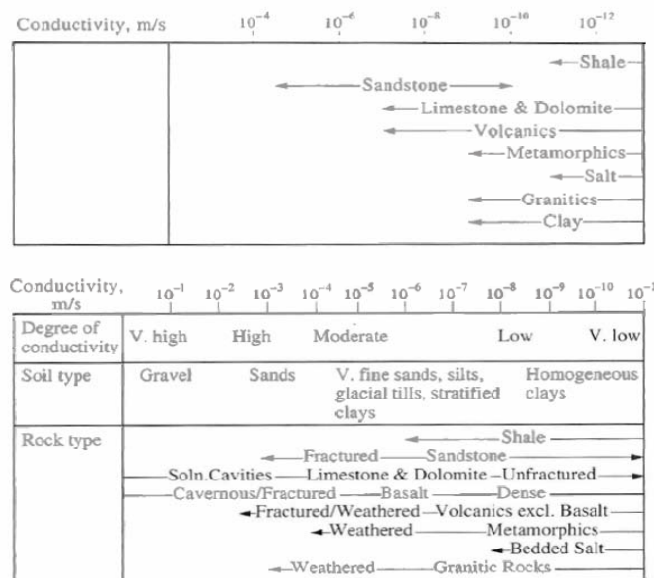 Conductivity, m/s 10⁻⁴ 10⁻⁶ 10⁻⁸ 10⁻¹⁰ 10⁻¹²
Shale
Sandstone
Limestone & Dolomite
Volcanics
Metamorphics
Salt
Granitics
Clay
Conductivity, m/s 10⁻¹ 10⁻² 10⁻³ 10⁻⁴ 10⁻⁵ 10⁻⁶ 10⁻⁷ 10⁻⁸ 10⁻⁹ 10⁻¹⁰
Degree of conductivity V. high High Moderate Low V. low
Soil type Gravel Sands V. fine sands, silts, glacial tills, stratified clays Homogeneous clays
Rock type Shale
Fractured Sandstone
Soln. Cavities Limestone & Dolomite Unfractured
Cavernous/Fractured Basalt Dense
Fractured/Weathered Volcanics excl. Basalt
Weathered Metamorphics
Bedded Salt
Weathered Granitic Rocks